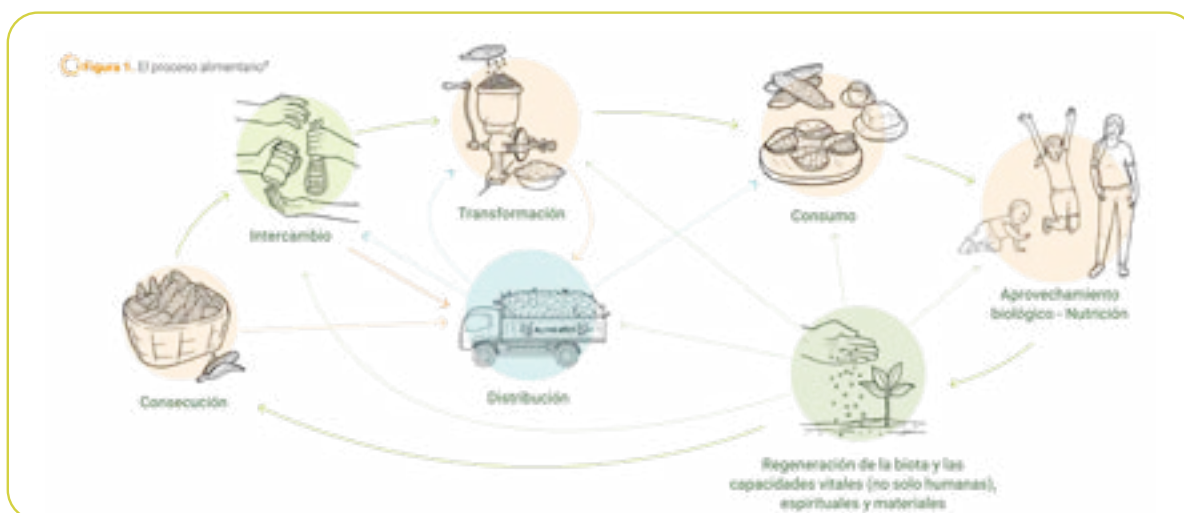 Figura 1. El proceso alimentario
Intercambio
Transformación
Consumo
Aprovechamiento
biológico - Nutrición
Consecución
Distribución
Regeneración de la biota y las
capacidades vitales (no solo humanas),
espirituales y materiales